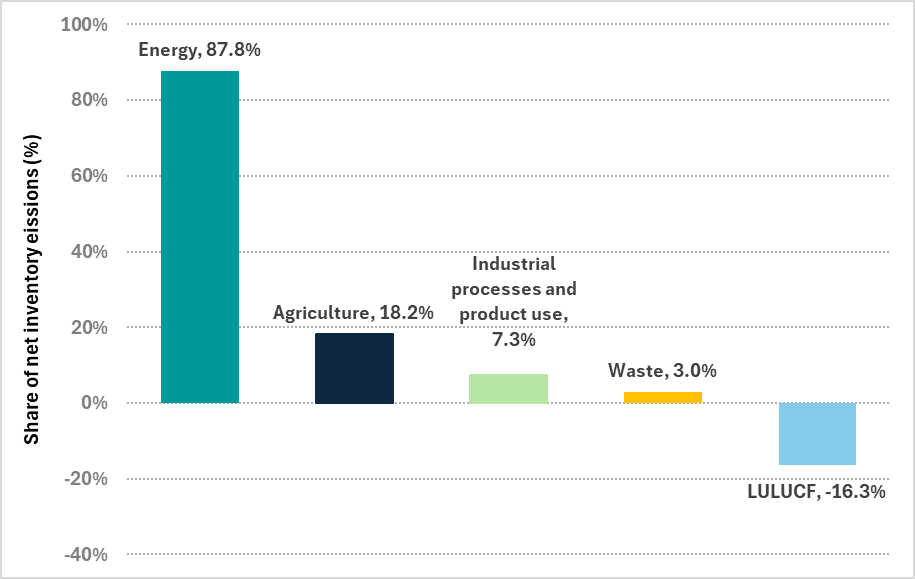 Share of net inventory eissions (%)
100%
80%
60%
40%
20%
0%
-20%
-40%
Energy, 87.8%
Agriculture, 18.2%
Industrial
processes and
product use,
7.3%
Waste, 3.0%
LULUCF, -16.3%